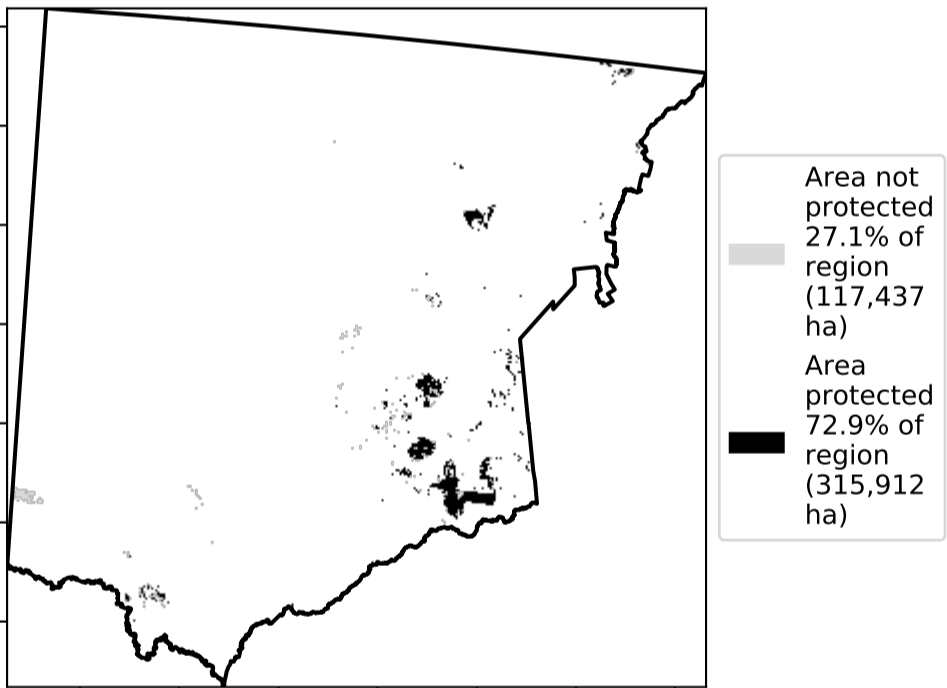 Area not
protected
27.1% of
region
(117,437
ha)
Area
protected
72.9% of
region
(315,912
ha)